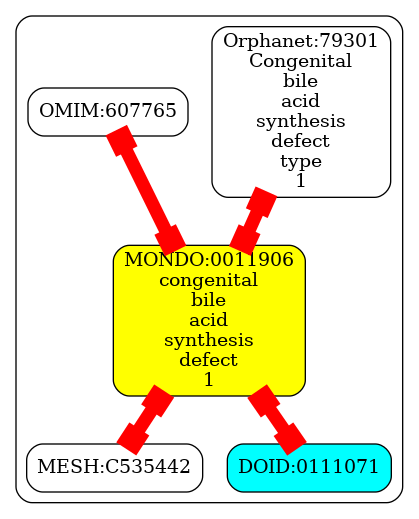 Orphanet:79301
Congenital
bile
acid
synthesis
defect
type
1
OMIM:607765
MONDO:0011906
congenital
bile
acid
synthesis
defect
1
MESH:C535442
DOID:0111071